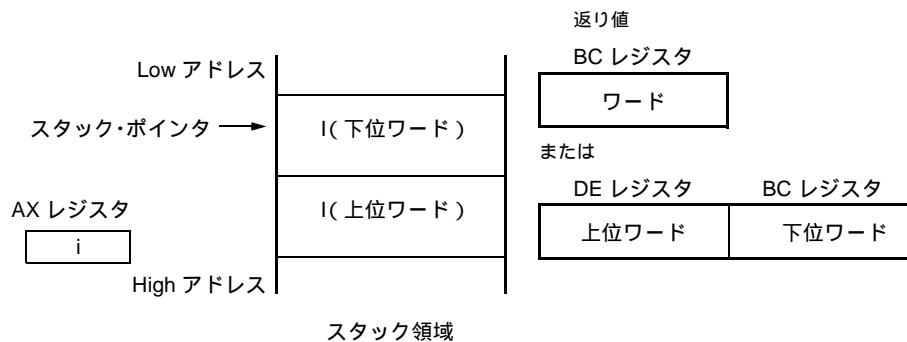 返り値
BC レジスタ
Low アドレス
ワード
スタック・ポインタ
l(下位ワード)
または
DE レジスタ
BC レジスタ
AX レジスタ
l(上位ワード)
上位ワード
下位ワード
i
High アドレス
スタック領域